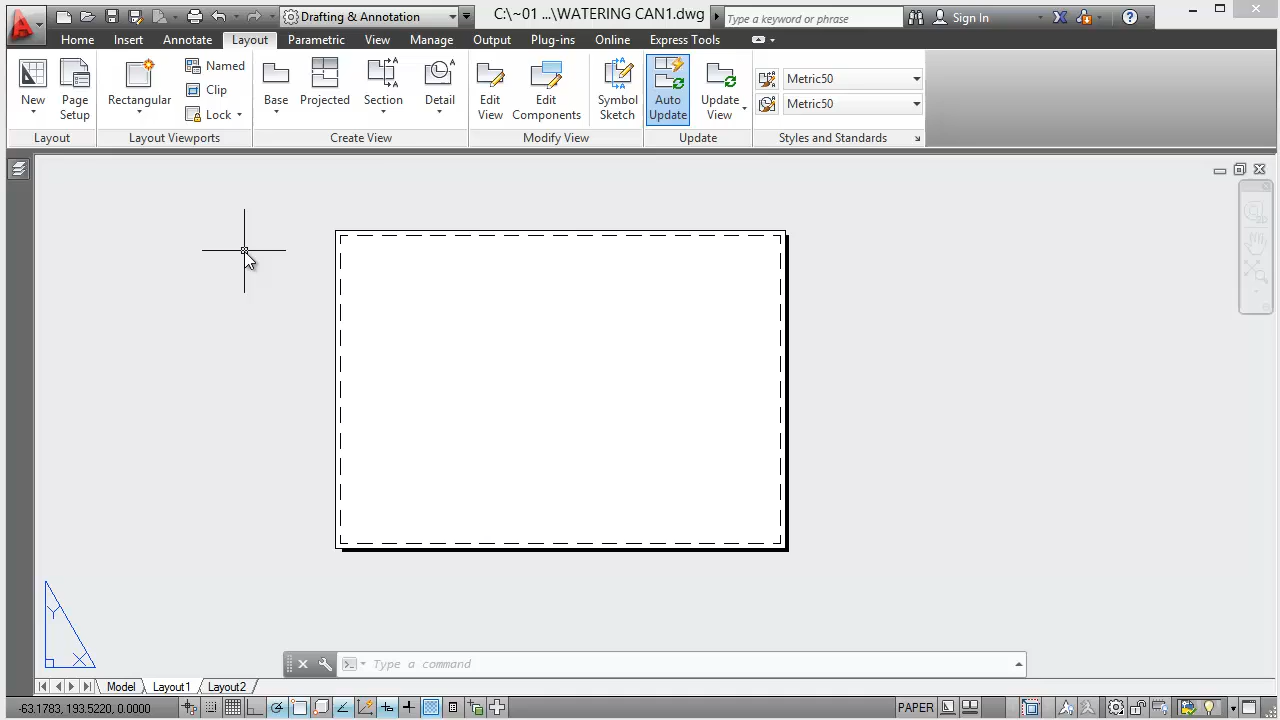 Drafting & Annotation
C:\~01 ...\WATERING CAN1.dwg
Type a keyword or phrase
Sign In
Home
Insert
Annotate
Layout
Parametric
View
Manage
Output
Plug-ins
Online
Express Tools
New
Page Setup
Layout
Rectangular
Named
Clip
Lock
Layout Viewports
Base
Projected
Section
Detail
Create View
Edit View
Edit Components
Symbol Sketch
Modify View
Auto Update
Update View
Update
Metric50
Metric50
Styles and Standards
Y
X
Type a command
Model
Layout1
Layout2
-63.1783, 193.5220, 0.0000
PAPER